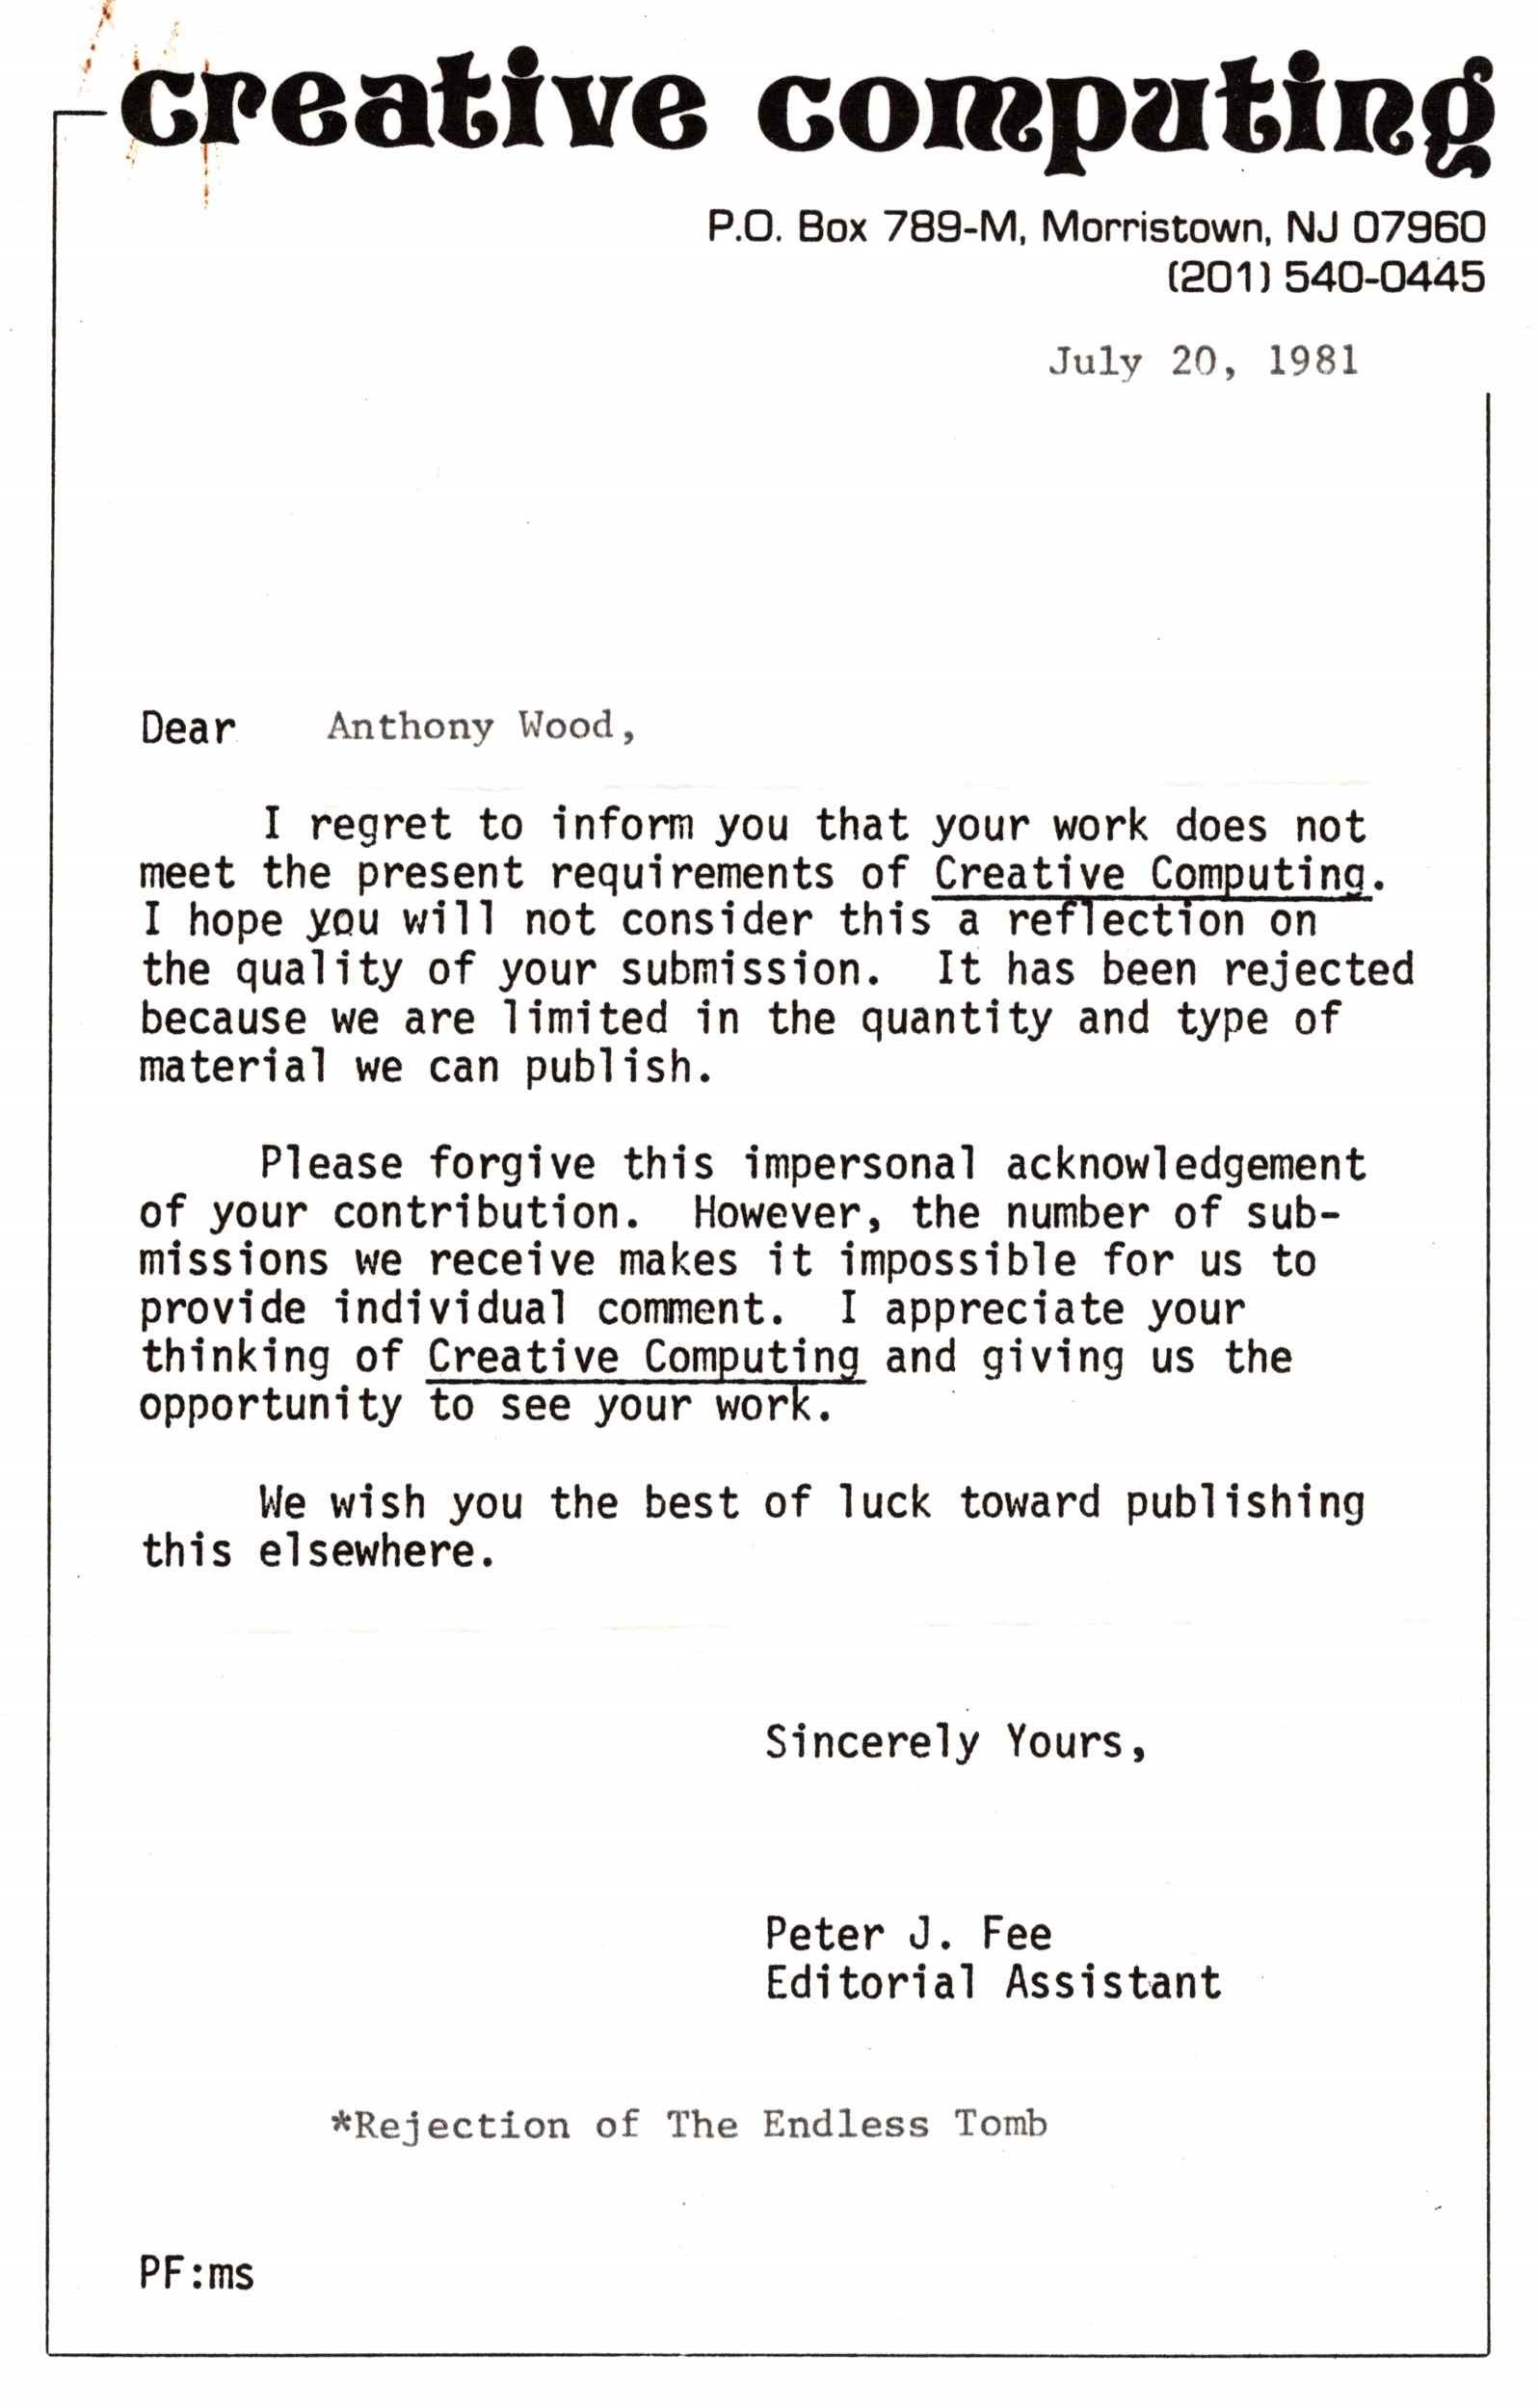 creative computing
P.O. Box 789-M, Morristown, NJ 07960
(201) 540-0445
July 20, 1981
Dear Anthony Wood,
I regret to inform you that your work does not
meet the present requirements of Creative Computing.
I hope you will not consider this a reflection on
the quality of your submission. It has been rejected
because we are limited in the quantity and type of
material we can publish.
Please forgive this impersonal acknowledgement
of your contribution. However, the number of sub-
missions we receive makes it impossible for us to
provide individual comment. I appreciate your
thinking of Creative Computing and giving us the
opportunity to see your work.
We wish you the best of luck toward publishing
this elsewhere.
Sincerely Yours,
Peter J. Fee
Editorial Assistant
*Rejection of The Endless Tomb
PF:ms